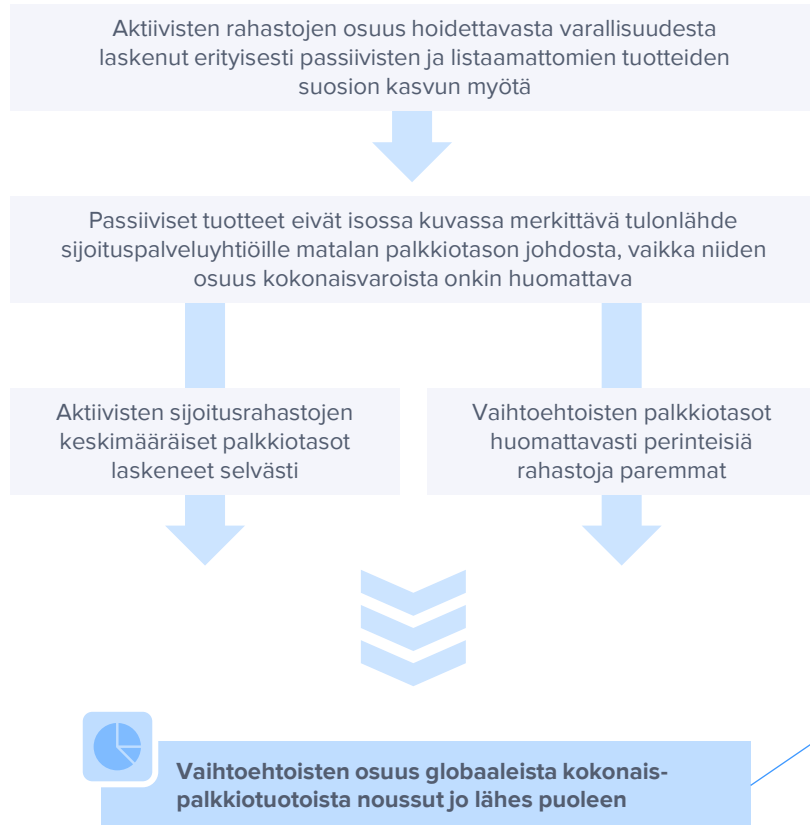 Aktiivisten rahastojen osuus hoidettavasta varallisuudesta
laskenut erityisesti passiivisten ja listaamattomien tuotteiden
suosion kasvun myötä
Passiiviset tuotteet eivät isossa kuvassa merkittävä tulonlähde
sijoituspalveluyhtiöille matalan palkkiotason johdosta, vaikka niiden
osuus kokonaisvaroista onkin huomattava
Aktiivisten sijoitusrahastojen
keskimääräiset palkkiotasot
laskeneet selvästi
Vaihtoehtoisten palkkiotasot
huomattavasti perinteisiä
rahastoja paremmat
Vaihtoehtoisten osuus globaaleista kokonais-
palkkiotuotoista noussut jo lähes puoleen